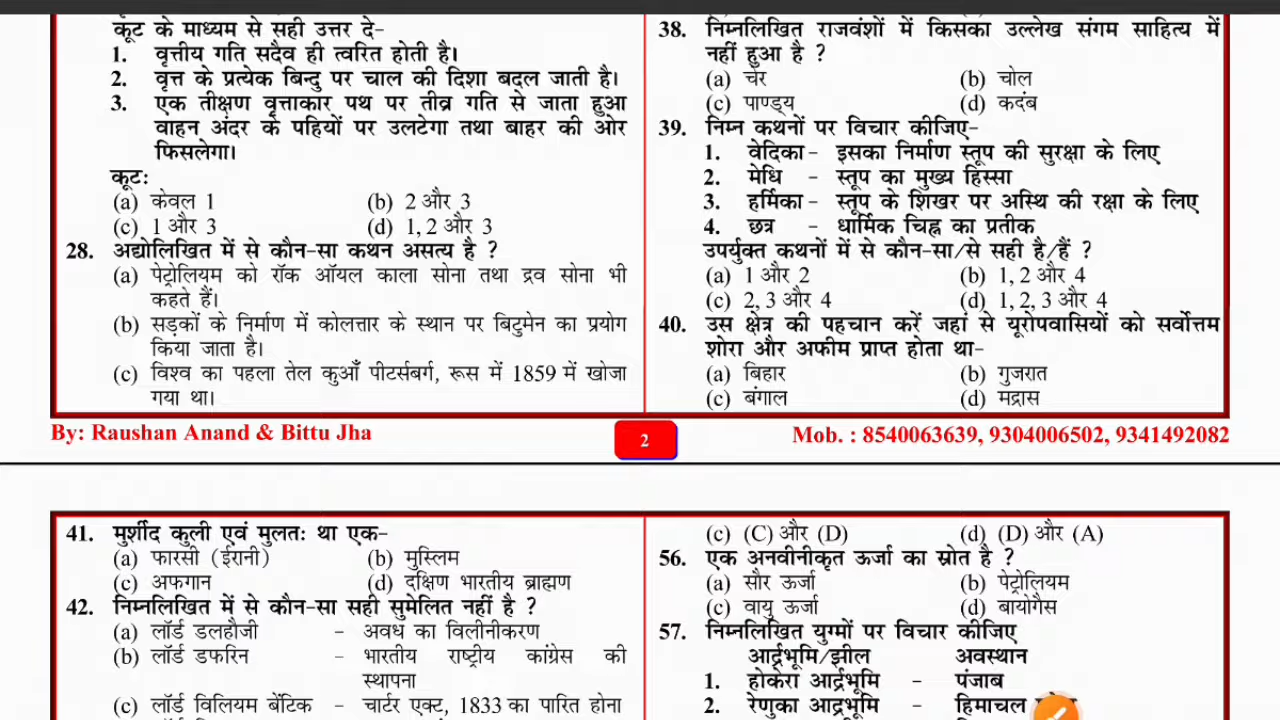 कूट के माध्यम से सही उत्तर दे-
1. वृत्तीय गति सदैव ही त्वरित होती है।
2. वृत्त के प्रत्येक बिन्दु पर चाल की दिशा बदल जाती है।
3. एक तीक्षण वृत्ताकार पथ पर तीव्र गति से जाता हुआ
वाहन अंदर के पहियों पर उलटेगा तथा बाहर की ओर
फिसलेगा।
कूटः
(a) केवल 1 (b) 2 और 3
(c) 1 और 3 (d) 1, 2 और 3
28. अद्योलिखित में से कौन-सा कथन असत्य है ?
(a) पेट्रोलियम को रॉक ऑयल काला सोना तथा द्रव सोना भी
कहते हैं।
(b) सड़कों के निर्माण में कोलत्तार के स्थान पर बिटुमेन का प्रयोग
किया जाता है।
(c) विश्व का पहला तेल कुआँ पीटर्सबर्ग, रूस में 1859 में खोजा
गया था।
38. निम्नलिखित राजवंशों में किसका उल्लेख संगम साहित्य में
नहीं हुआ है ?
(a) चेर (b) चोल
(c) पाण्ड्य (d) कदंब
39. निम्न कथनों पर विचार कीजिए-
1. वेदिका - इसका निर्माण स्तूप की सुरक्षा के लिए
2. मेधि - स्तूप का मुख्य हिस्सा
3. हर्मिका - स्तूप के शिखर पर अस्थि की रक्षा के लिए
4. छत्र - धार्मिक चिह्न का प्रतीक
उपर्युक्त कथनों में से कौन-सा/से सही है/हैं ?
(a) 1 और 2 (b) 1, 2 और 4
(c) 2, 3 और 4 (d) 1, 2, 3 और 4
40. उस क्षेत्र की पहचान करें जहां से यूरोपवासियों को सर्वोत्तम
शोरा और अफीम प्राप्त होता था-
(a) बिहार (b) गुजरात
(c) बंगाल (d) मद्रास
By: Raushan Anand & Bittu Jha
2
Mob. : 8540063639, 9304006502, 9341492082
41. मुर्शीद कुली एवं मुलतः था एक-
(a) फारसी (ईरानी) (b) मुस्लिम
(c) अफगान (d) दक्षिण भारतीय ब्राह्मण
42. निम्नलिखित में से कौन-सा सही सुमेलित नहीं है ?
(a) लॉर्ड डलहौजी - अवध का विलीनीकरण
(b) लॉर्ड डफरिन - भारतीय राष्ट्रीय कांग्रेस की
स्थापना
(c) लॉर्ड विलियम बेंटिक - चार्टर एक्ट, 1833 का पारित होना
(c) (C) और (D) (d) (D) और (A)
56. एक अनवीनीकृत ऊर्जा का स्रोत है ?
(a) सौर ऊर्जा (b) पेट्रोलियम
(c) वायु ऊर्जा (d) बायोगैस
57. निम्नलिखित युग्मों पर विचार कीजिए
आर्द्रभूमि/झील अवस्थान
1. होकेरा आर्द्रभूमि - पंजाब
2. रेणुका आद्रभूमि - हिमाचल